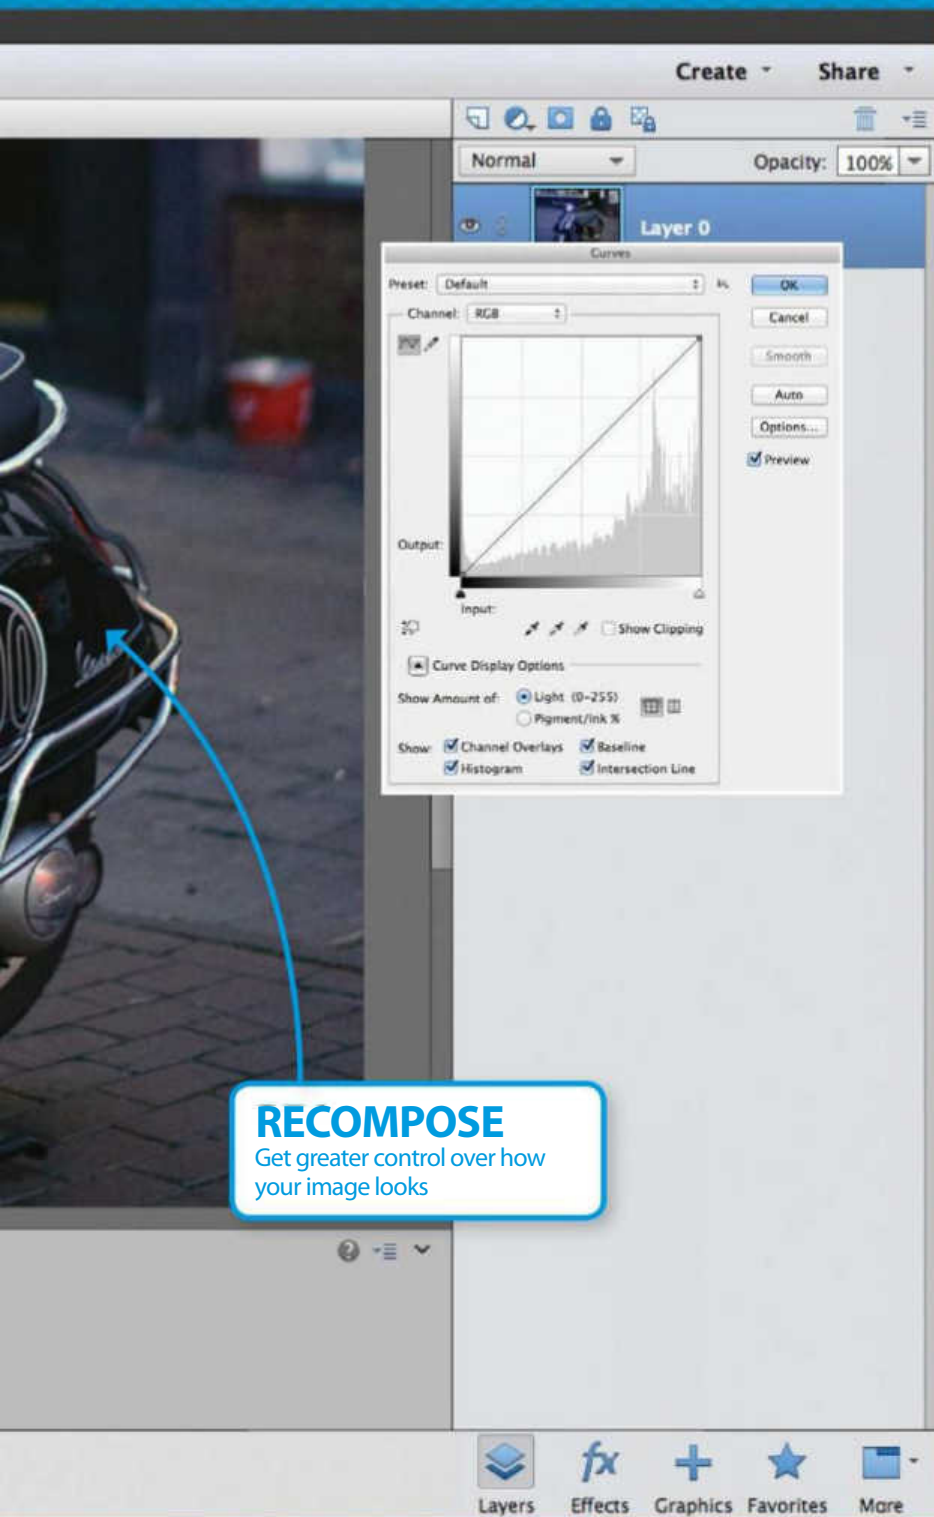 Create
Share
Normal
Opacity: 100%
Layer 0
Curves
Preset: Default
OK
Channel: RGB
Cancel
Smooth
Auto
Options...
Preview
Output:
Input:
Show Clipping
Curve Display Options
Show Amount of: Light (0-255)
Pigment/Ink %
Show: Channel Overlays Baseline
Histogram Intersection Line
RECOMPOSE
Get greater control over how
your image looks
Layers Effects Graphics Favorites More